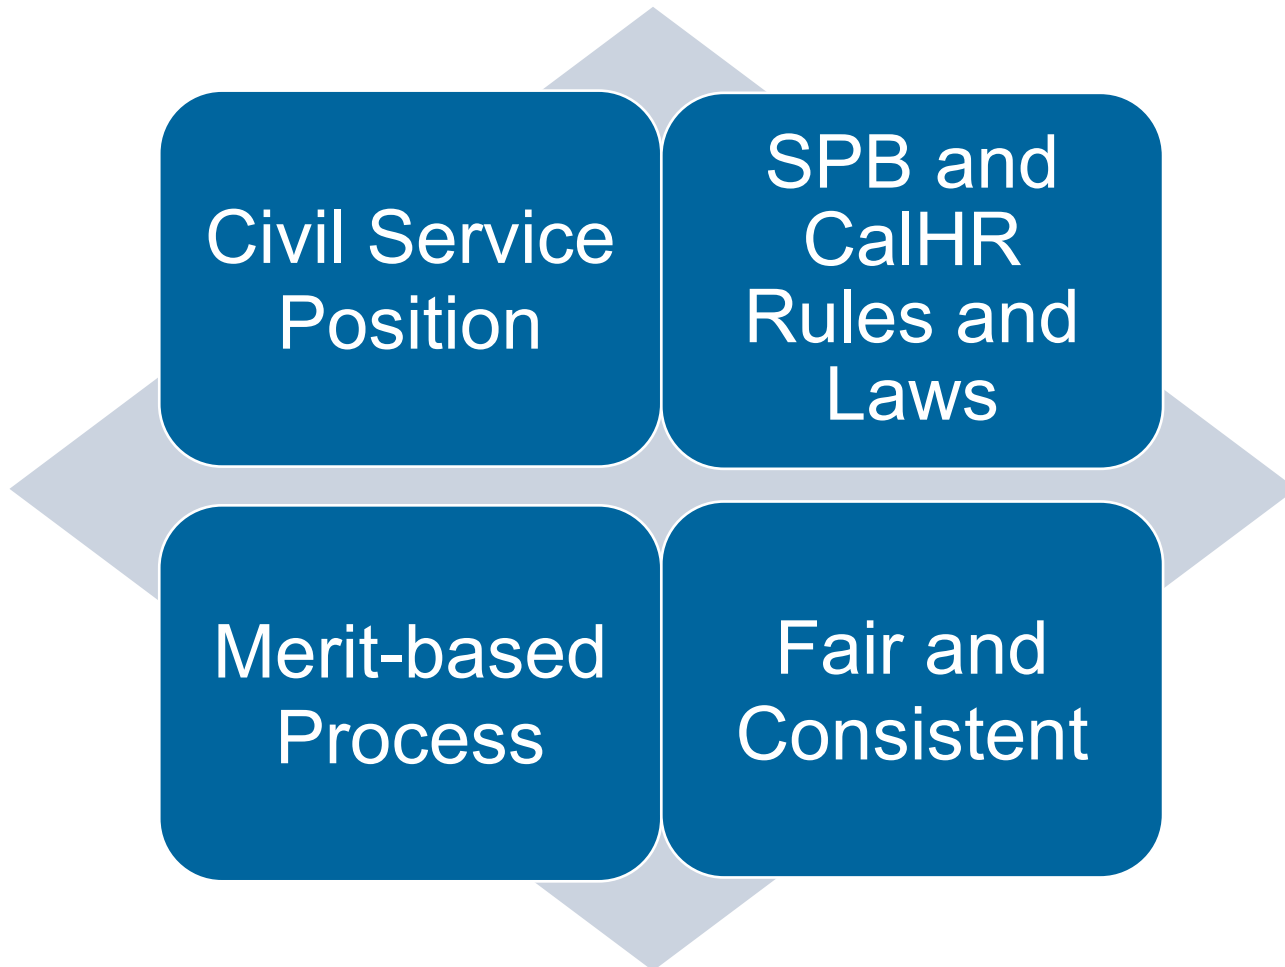 Civil Service
Position
SPB and
CalHR
Rules and
Laws
Merit-based
Process
Fair and
Consistent